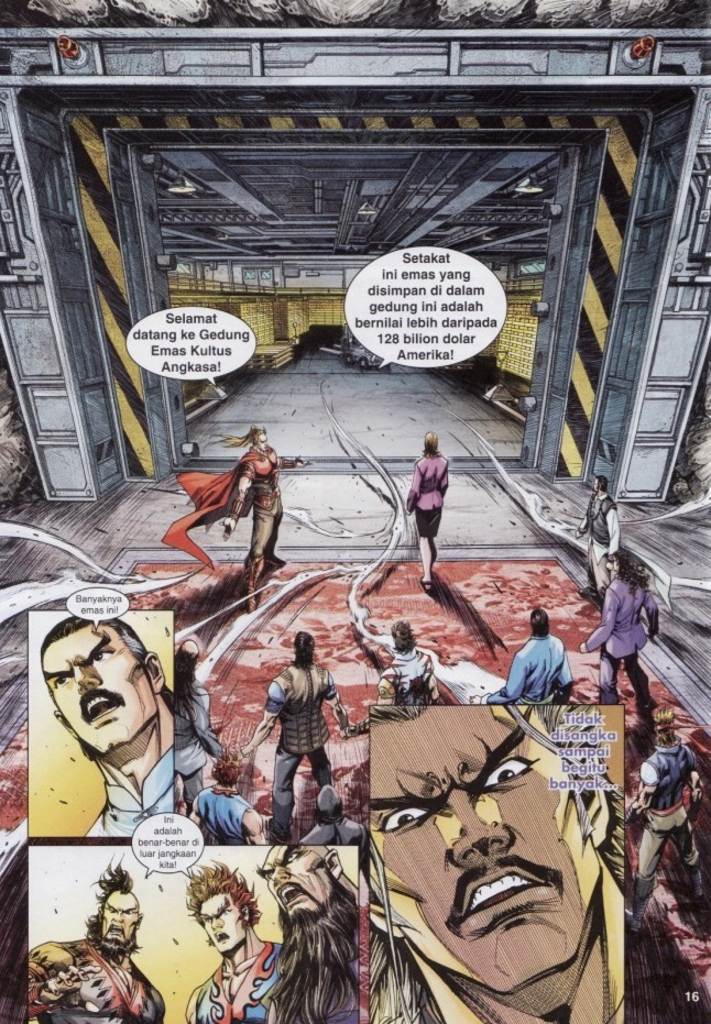 Selamat
datang ke Gedung
Emas Kultus
Angkasa!
Setakat
ini emas yang
disimpan di dalam
gedung ini adalah
bernilai lebih daripada
128 bilion dolar
Amerika!
Banyaknya
emas ini!
Tidak
disangka
sampai
begitu
banyak...
Ini adalah
benar-benar di
luar jangkaan
kita!
16